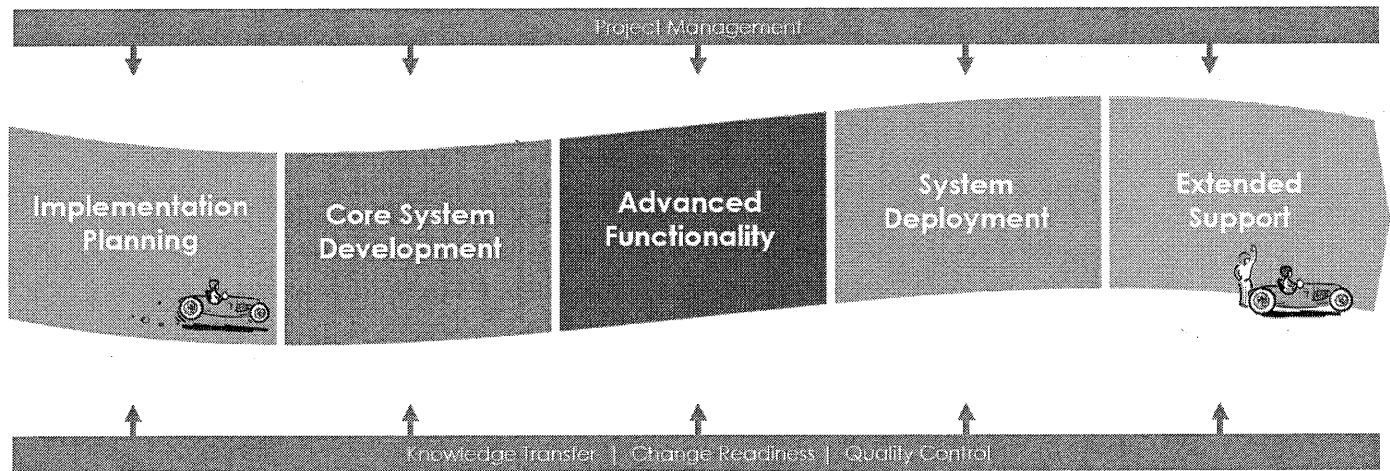 Project Management
Implementation
Planning
Core System
Development
Advanced
Functionality
System
Deployment
Extended
Support
Knowledge Transfer | Change Readiness | Quality Control